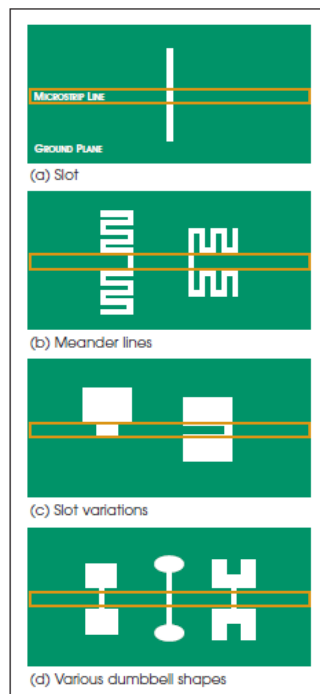 MICROSTRIP LINE
GROUND PLANE
(a) Slot
(b) Meander lines
(c) Slot variations
(d) Various dumbbell shapes